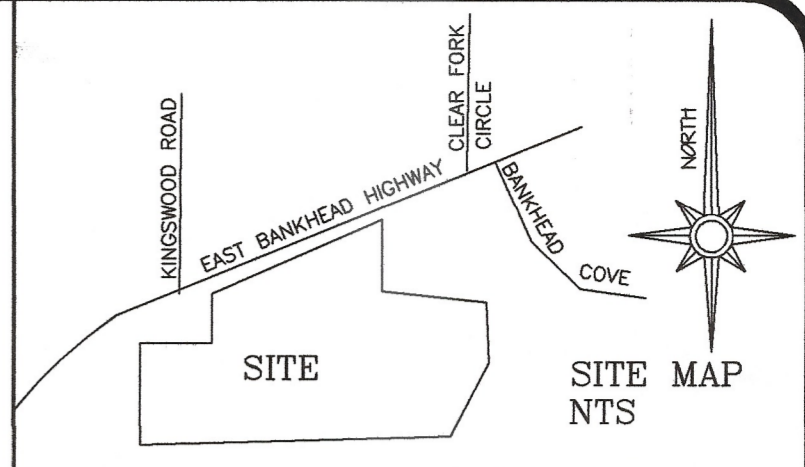 CLEAR FORK
CIRCLE
KINGSWOOD ROAD
EAST BANKHEAD HIGHWAY
BANKHEAD
COVE
NORTH
SITE
SITE MAP
NTS